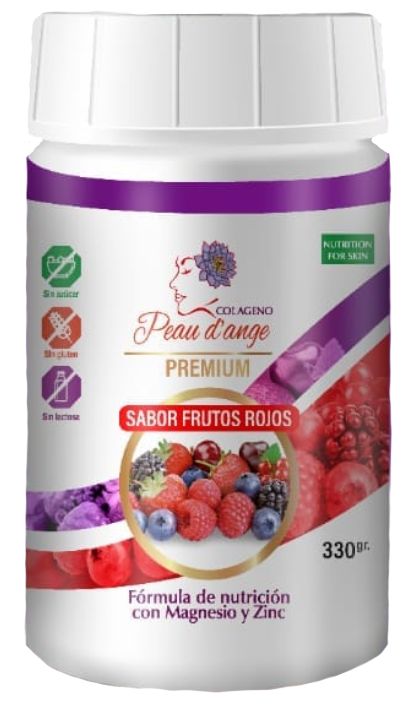 NUTRITION
FOR SKIN
Sin azúcar
Sin gluten
Sin lactosa
COLAGENO
Peau d'ange
PREMIUM
SABOR FRUTOS ROJOS
330gr.
Fórmula de nutrición
con Magnesio y Zinc